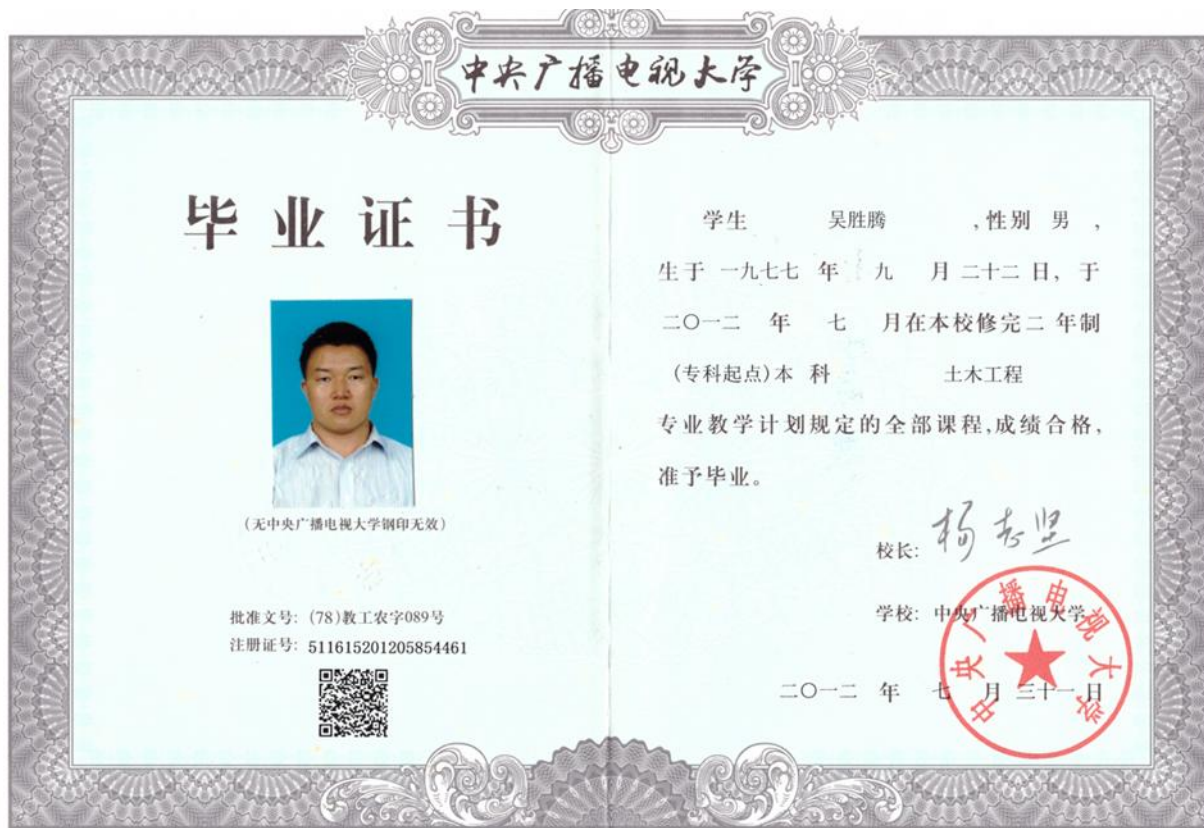 中央广播电视大学
毕业证书
(无中央广播电视大学钢印无效)
批准文号: (78)教工农字089号
注册证号: 511615201205854461
学生 吴胜腾 ,性别 男 ,
生于 一九七七 年 九 月 二十二 日, 于
二〇一二 年 七 月在本校修完二 年制
(专科起点)本 科 土木工程
专业教学计划规定的全部课程,成绩合格,
准予毕业。
校长: 杨志坚
学校: 中央广播电视大学
二〇一二 年 七 月 三十一 日
中央广播电视大学